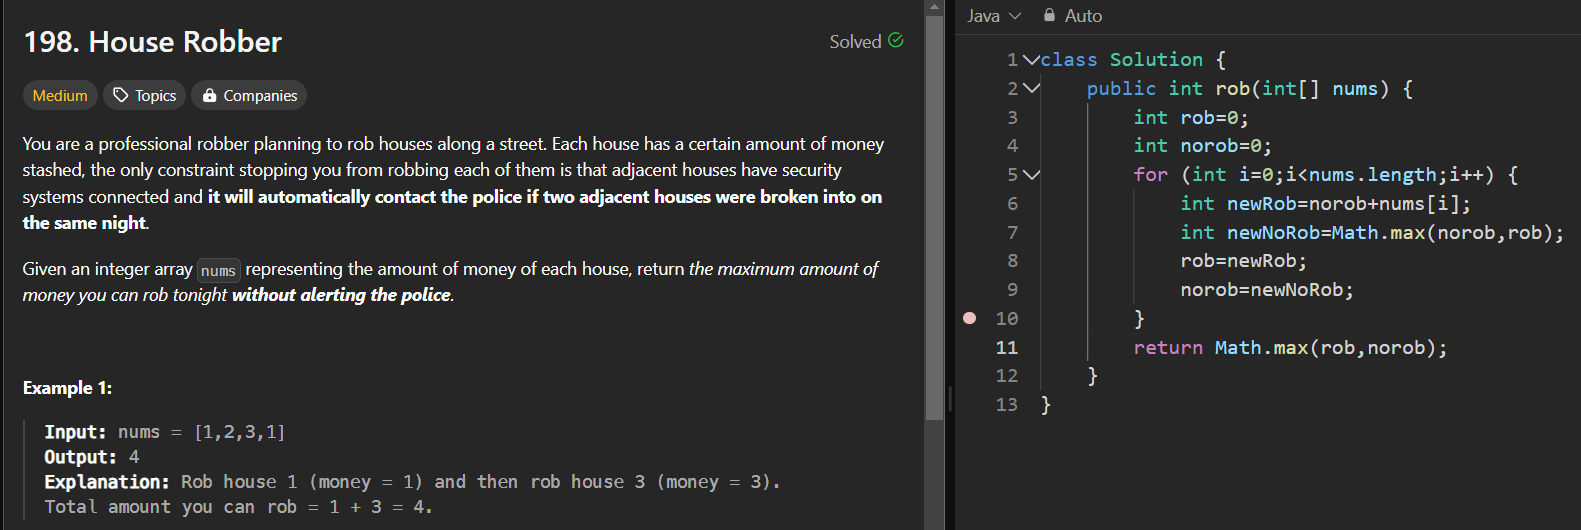 198. House Robber
Solved
Medium
Topics
Companies
You are a professional robber planning to rob houses along a street. Each house has a certain amount of money
stashed, the only constraint stopping you from robbing each of them is that adjacent houses have security
systems connected and it will automatically contact the police if two adjacent houses were broken into on
the same night.
Given an integer array nums representing the amount of money of each house, return the maximum amount of
money you can rob tonight without alerting the police.
Example 1:
Input: nums = [1,2,3,1]
Output: 4
Explanation: Rob house 1 (money = 1) and then rob house 3 (money = 3).
Total amount you can rob = 1 + 3 = 4.
Java
Auto
1 class Solution {
2     public int rob(int[] nums) {
3         int rob=0;
4         int norob=0;
5         for (int i=0;i<nums.length;i++) {
6             int newRob=norob+nums[i];
7             int newNoRob=Math.max(norob,rob);
8             rob=newRob;
9             norob=newNoRob;
10         }
11         return Math.max(rob,norob);
12     }
13 }